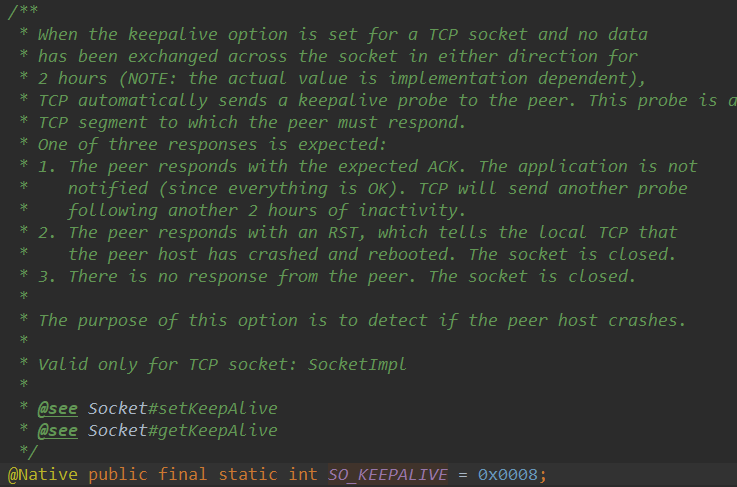 /**
 * When the keepalive option is set for a TCP socket and no data
 * has been exchanged across the socket in either direction for
 * 2 hours (NOTE: the actual value is implementation dependent),
 * TCP automatically sends a keepalive probe to the peer. This probe is a
 * TCP segment to which the peer must respond.
 * One of three responses is expected:
 * 1. The peer responds with the expected ACK. The application is not
 *    notified (since everything is OK). TCP will send another probe
 *    following another 2 hours of inactivity.
 * 2. The peer responds with an RST, which tells the local TCP that
 *    the peer host has crashed and rebooted. The socket is closed.
 * 3. There is no response from the peer. The socket is closed.
 *
 * The purpose of this option is to detect if the peer host crashes.
 *
 * Valid only for TCP socket: SocketImpl
 *
 * @see Socket#setKeepAlive
 * @see Socket#getKeepAlive
 */
@Native public final static int SO_KEEPALIVE = 0x0008;